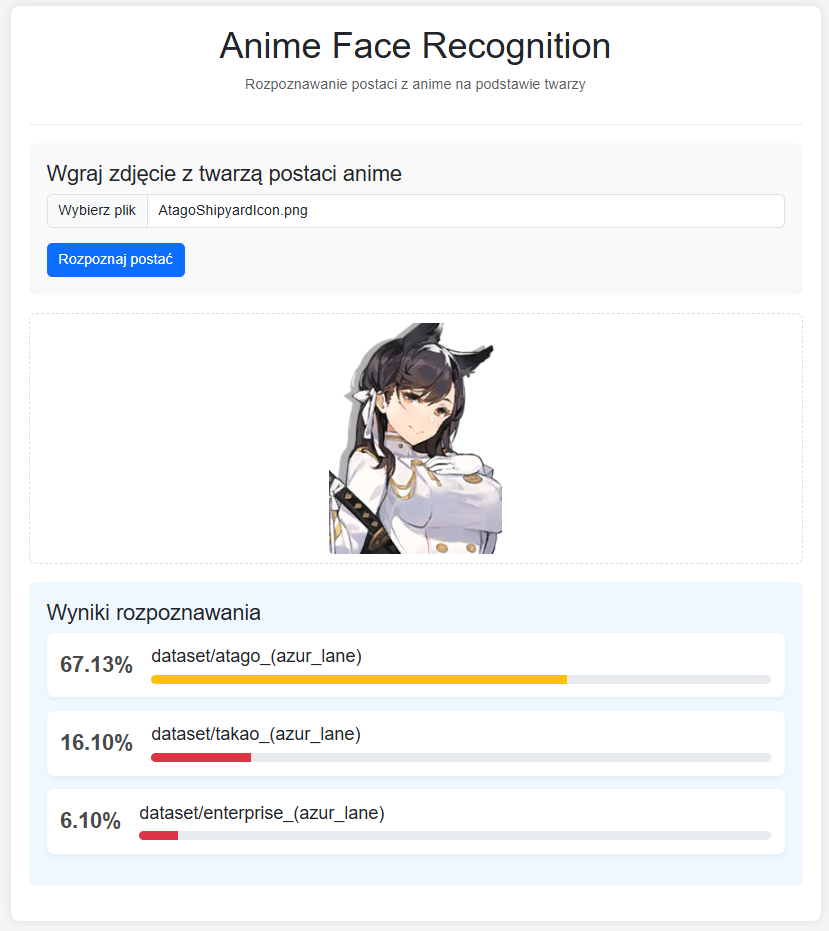 Anime Face Recognition
Rozpoznawanie postaci z anime na podstawie twarzy
Wgraj zdjęcie z twarzą postaci anime
Wybierz plik AtagoShipyardIcon.png
Rozpoznaj postać
Wyniki rozpoznawania
67.13% dataset/atago_(azur_lane)
16.10% dataset/takao_(azur_lane)
6.10% dataset/enterprise_(azur_lane)